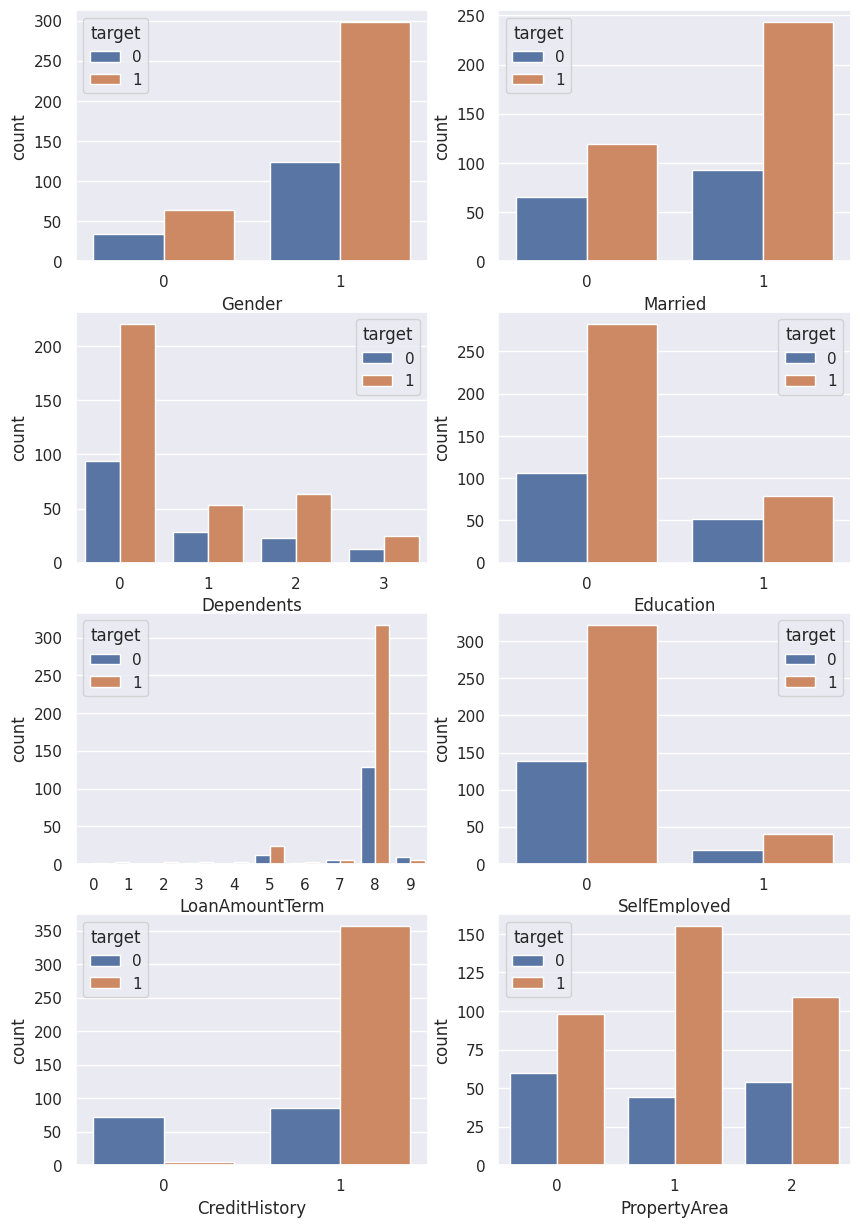 target
0
1
300
250
200
150
100
50
0
count
0 1
Gender
target
0
1
250
200
150
100
50
0
count
0 1
Married
target
0
1
200
150
100
50
0
count
0 1 2 3
Dependents
target
0
1
250
200
150
100
50
0
count
0 1
Education
target
0
1
300
250
200
150
100
50
0
count
0 1 2 3 4 5 6 7 8 9
LoanAmountTerm
target
0
1
300
250
200
150
100
50
0
count
0 1
SelfEmployed
target
0
1
350
300
250
200
150
100
50
0
count
0 1
CreditHistory
target
0
1
150
125
100
75
50
25
0
count
0 1 2
PropertyArea